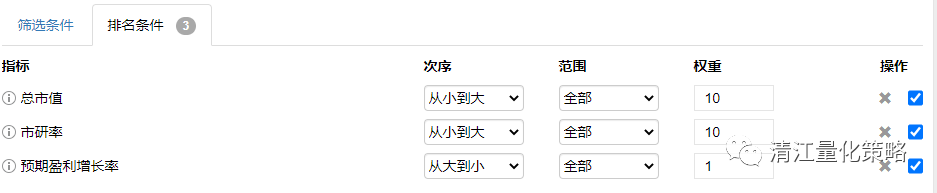 筛选条件 排名条件 3
指标 次序 范围 权重 操作
总市值 从小到大 全部 10
市研率 从小到大 全部 10
预期盈利增长率 从大到小 全部 1
清江量化策略